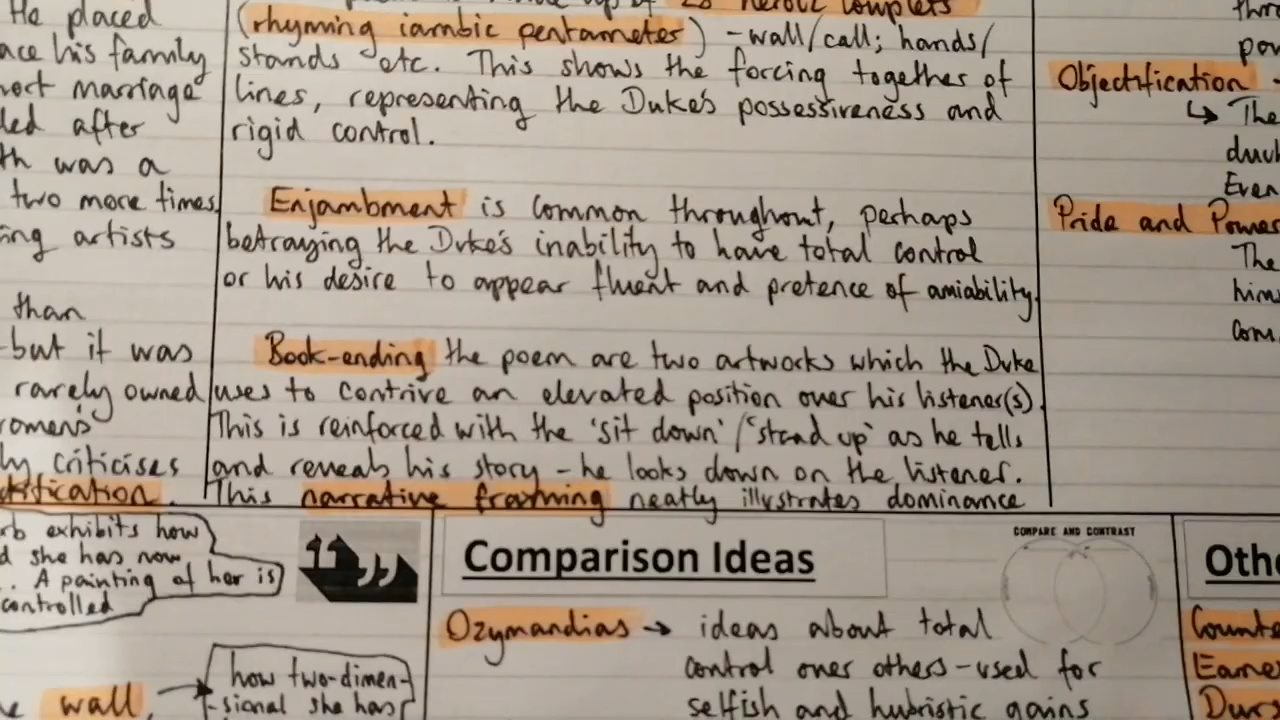 He placed
ace his family
marriage
led after
th was a
two more times.
ing artists
than
but it was
rarely owned
omen's
ly criticises
tification.
heroic couplets
(rhyming iambic pentameter) - wall/call; hands/
stands etc. This shows the forcing together of
lines, representing the Duke's possessiveness and
rigid control.
Enjambment is common throughout, perhaps
betraying the Duke's inability to have total control
or his desire to appear fluent and pretence of amiability.
Book-ending the poem are two artworks which the Duke
uses to contrive an elevated position over his listener(s).
This is reinforced with the 'sit down' / 'stand up' as he tells
and reveals his story - he looks down on the listener.
This narrative framing neatly illustrates dominance
thro
pow
Objectification -
↳ The
duch
Even
Pride and Power
The
him
Com
rb exhibits how
d she has now
. A painting of her is
controlled
wall,
how two-dimen-
sional she has
Comparison Ideas
COMPARE AND CONTRAST
Ozymandias → ideas about total
control over others - used for
selfish and hubristic gains
Othe
Counte
Earne
Durs